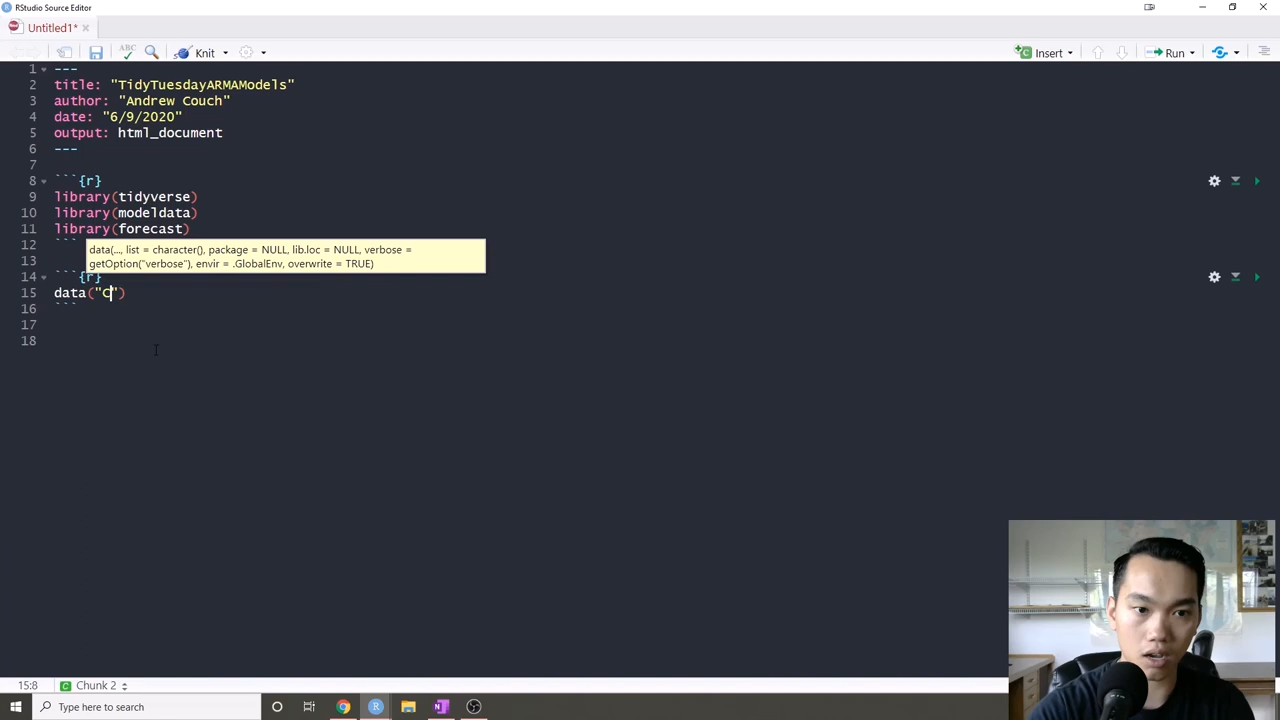 RStudio Source Editor
Untitled1*
ABC
Knit
Insert
Run
1 ---
2 title: "TidyTuesdayARMAModels"
3 author: "Andrew Couch"
4 date: "6/9/2020"
5 output: html_document
6 ---
7
8 ```{r}
9 library(tidyverse)
10 library(modeldata)
11 library(forecast)
12 ```
data(..., list = character(), package = NULL, lib.loc = NULL, verbose =
13 getOption("verbose"), envir = .GlobalEnv, overwrite = TRUE)
14 ```{r}
15 data("C")
16 ```
17
18
15:8 C Chunk 2
Type here to search